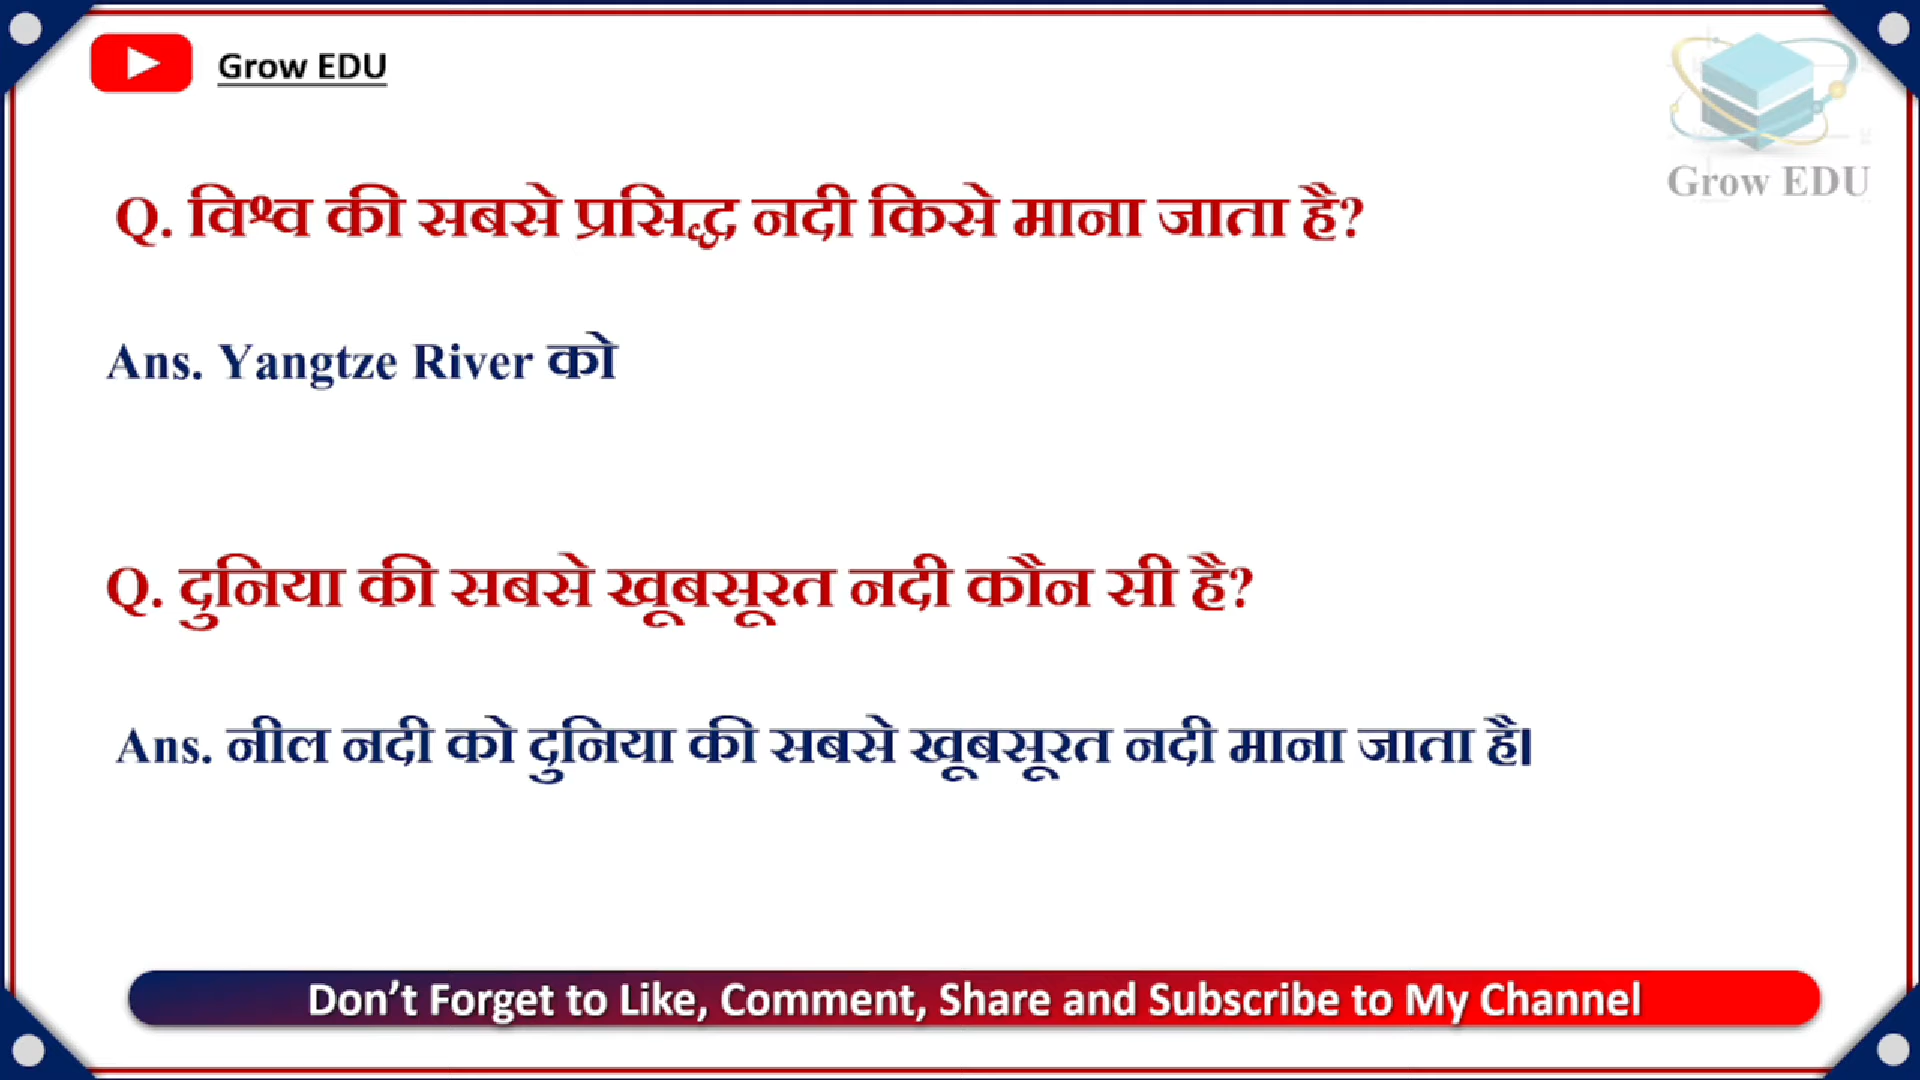 Grow EDU
Grow EDU
Q. विश्व की सबसे प्रसिद्ध नदी किसे माना जाता है?
Ans. Yangtze River को
Q. दुनिया की सबसे खूबसूरत नदी कौन सी है?
Ans. नील नदी को दुनिया की सबसे खूबसूरत नदी माना जाता है।
Don’t Forget to Like, Comment, Share and Subscribe to My Channel